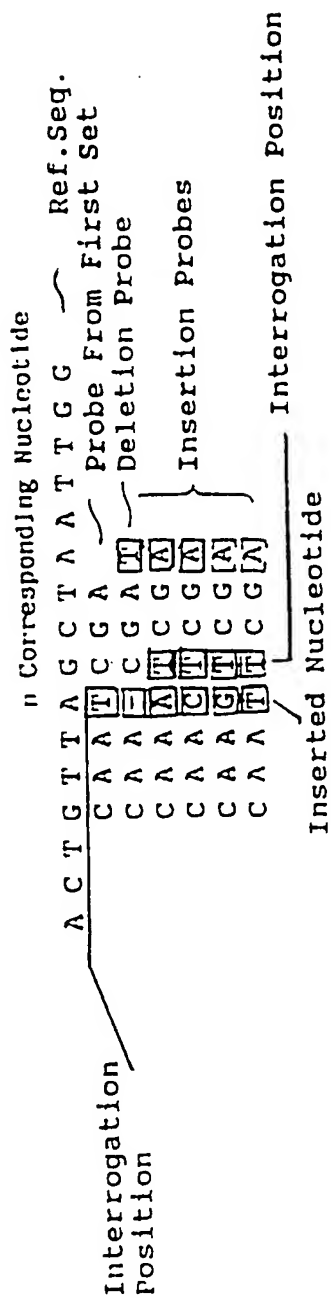 n Corresponding Nucleotide
A C T G T T A G C T A A T T G G Ref.Seq.
C A A T C G A Probe From First Set
C A A - C G A T Deletion Probe
C A A A T C G A
C A A C T C G A Insertion Probes
C A A G T C G A
C A A T T C G A
Inserted Nucleotide
Interrogation Position
Interrogation
Position